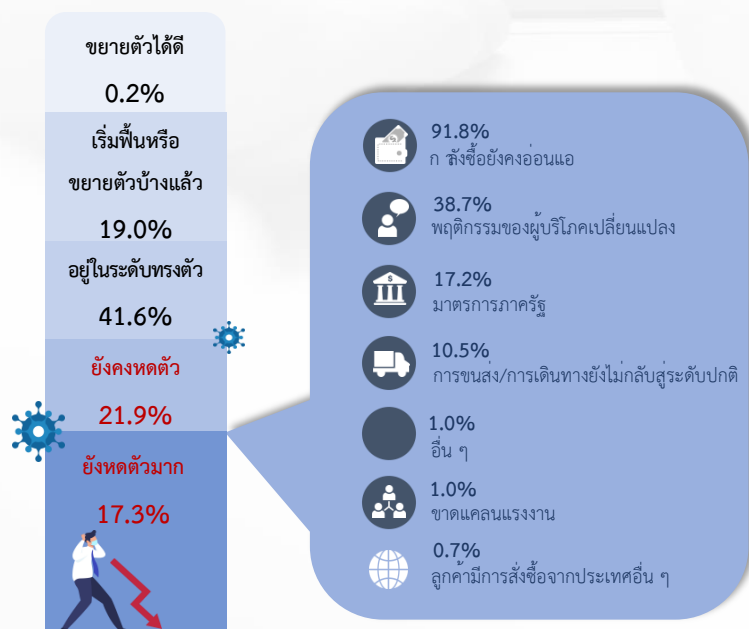 ขยายตัวได้ดี
0.2%
เริ่มฟื้นหรือ
ขยายตัวบ้างแล้ว
19.0%
อยู่ในระดับทรงตัว
41.6%
ยังคงหดตัว
21.9%
ยังหดตัวมาก
17.3%
91.8%
ยังคงอ่อนแอ
38.7%
พฤติกรรมของผู้บริโภคเปลี่ยนแปลง
17.2%
มาตรการภาครัฐ
10.5%
การขนส่ง/การเดินทางยังไม่กลับสู่ระดับปกติ
1.0%
อื่น ๆ
1.0%
ขาดแคลนแรงงาน
0.7%
ลูกค้ามีการสั่งซื้อจากประเทศอื่น ๆ